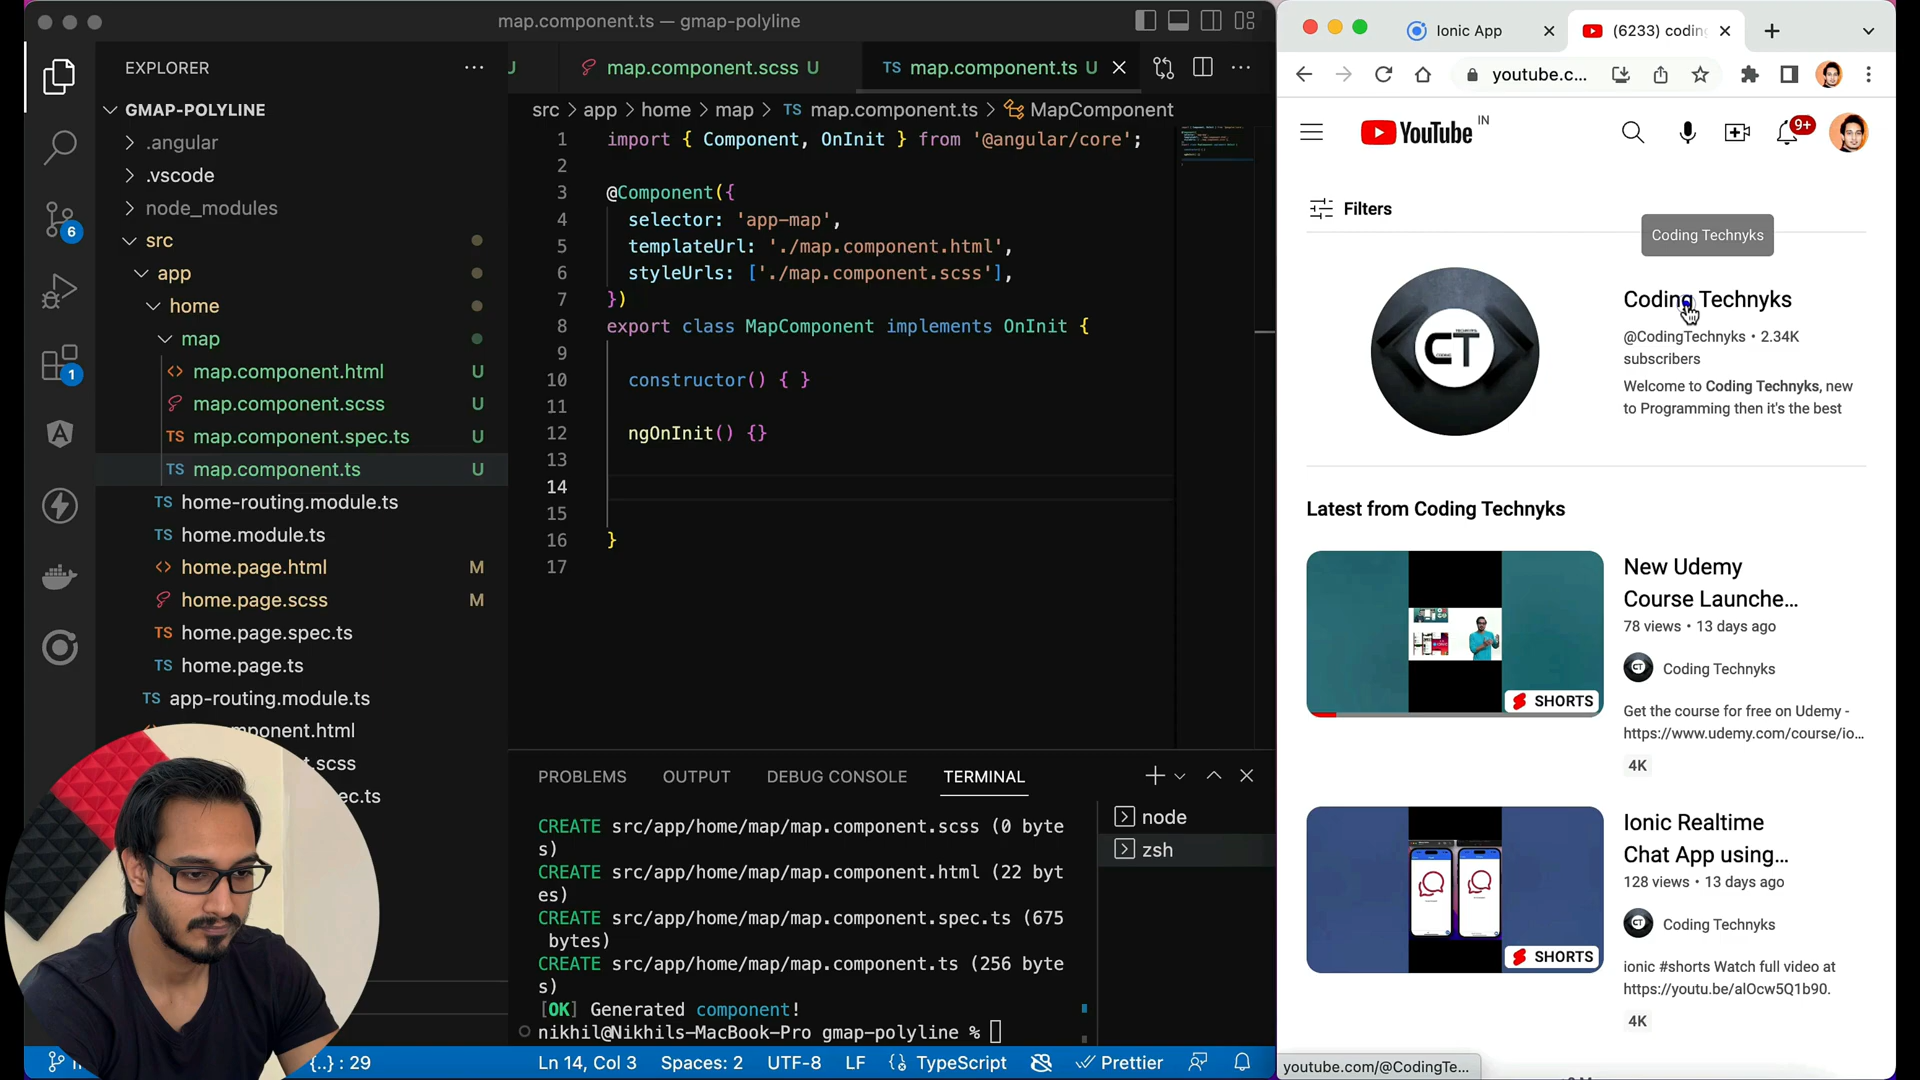 map.component.ts — gmap-polyline
EXPLORER
GMAP-POLYLINE
.angular
.vscode
node_modules
src
app
home
map
map.component.html U
map.component.scss U
map.component.spec.ts U
map.component.ts U
home-routing.module.ts
home.module.ts
home.page.html M
home.page.scss M
home.page.spec.ts
home.page.ts
app-routing.module.ts
ponent.html
.scss
ec.ts
6
1
U
map.component.scss U
TS map.component.ts U
src > app > home > map > TS map.component.ts > MapComponent
1 import { Component, OnInit } from '@angular/core';
2
3 @Component({
4 selector: 'app-map',
5 templateUrl: './map.component.html',
6 styleUrls: ['./map.component.scss'],
7 })
8 export class MapComponent implements OnInit {
9
10 constructor() { }
11
12 ngOnInit() {}
13
14
15
16 }
17
PROBLEMS OUTPUT DEBUG CONSOLE TERMINAL
CREATE src/app/home/map/map.component.scss (0 byte
s)
CREATE src/app/home/map/map.component.html (22 byt
es)
CREATE src/app/home/map/map.component.spec.ts (675
bytes)
CREATE src/app/home/map/map.component.ts (256 byte
s)
[OK] Generated component!
nikhil@Nikhils-MacBook-Pro gmap-polyline %
node
zsh
{..} : 29
Ln 14, Col 3 Spaces: 2 UTF-8 LF TypeScript Prettier
Ionic App
(6233) codin
youtube.c...
YouTube IN
9+
Filters
Coding Technyks
CT
Coding Technyks
@CodingTechnyks • 2.34K
subscribers
Welcome to Coding Technyks, new
to Programming then it's the best
Latest from Coding Technyks
SHORTS
New Udemy
Course Launche...
78 views • 13 days ago
Coding Technyks
Get the course for free on Udemy -
https://www.udemy.com/course/io...
4K
SHORTS
Ionic Realtime
Chat App using...
128 views • 13 days ago
Coding Technyks
ionic #shorts Watch full video at
https://youtu.be/alOcw5Q1b90.
4K
youtube.com/@CodingTe...